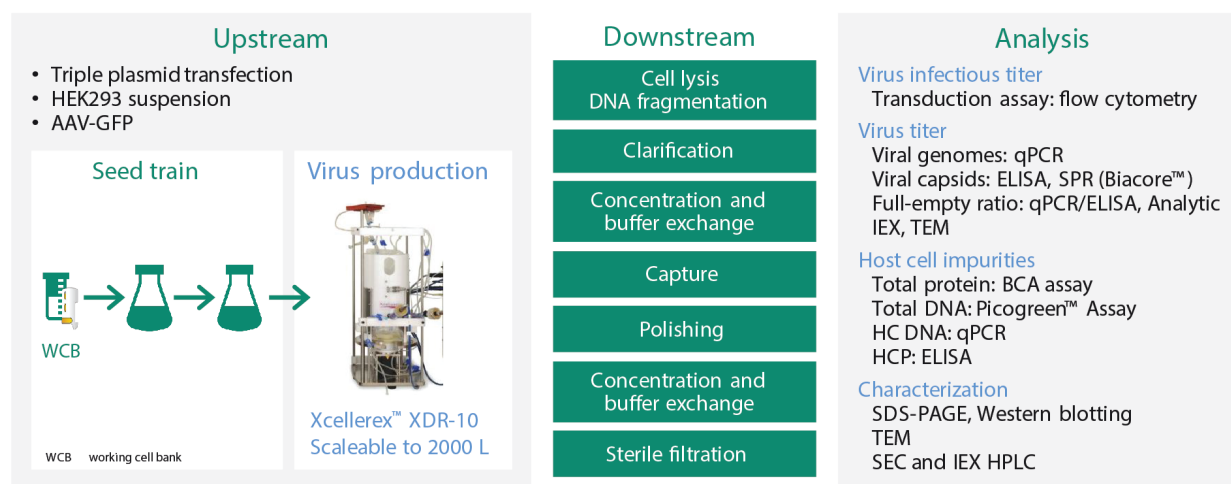 Upstream
• Triple plasmid transfection
• HEK293 suspension
• AAV-GFP
Seed train
WCB
WCB working cell bank
Virus production
Xcellerex™ XDR-10
Scaleable to 2000 L
Downstream
Cell lysis
DNA fragmentation
Clarification
Concentration and
buffer exchange
Capture
Polishing
Concentration and
buffer exchange
Sterile filtration
Analysis
Virus infectious titer
Transduction assay: flow cytometry
Virus titer
Viral genomes: qPCR
Viral capsids: ELISA, SPR (Biacore™)
Full-empty ratio: qPCR/ELISA, Analytic
IEX, TEM
Host cell impurities
Total protein: BCA assay
Total DNA: Picogreen™ Assay
HC DNA: qPCR
HCP: ELISA
Characterization
SDS-PAGE, Western blotting
TEM
SEC and IEX HPLC